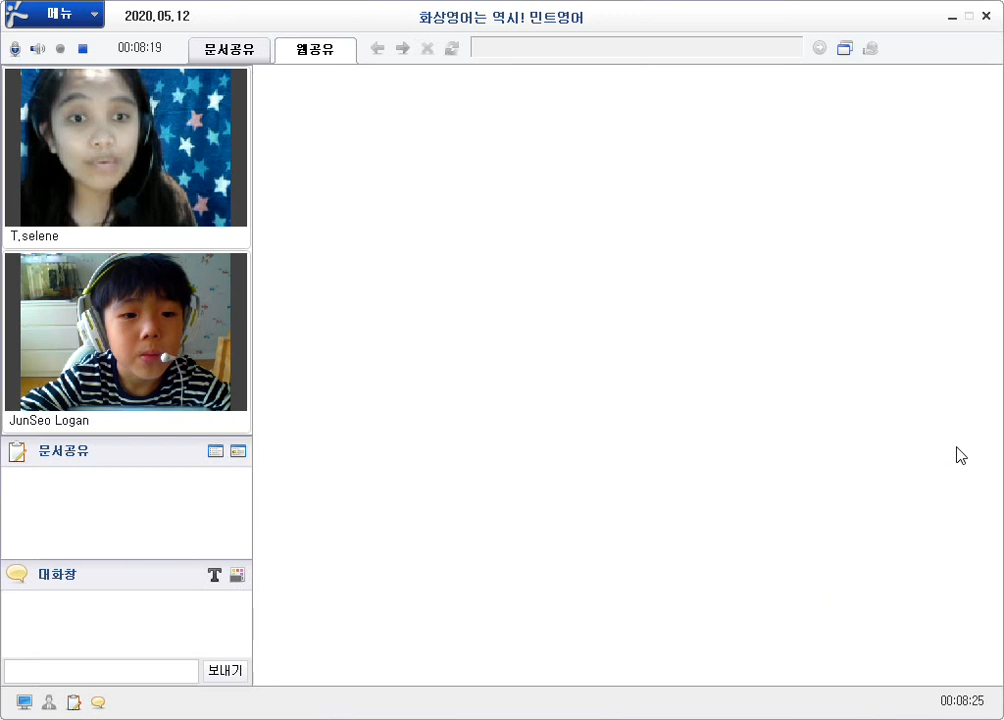 메뉴
2020.05.12
화상영어는 역시! 민트영어
00:08:19
문서공유
웹공유
T.selene
JunSeo Logan
문서공유
대화창
T
보내기
00:08:25